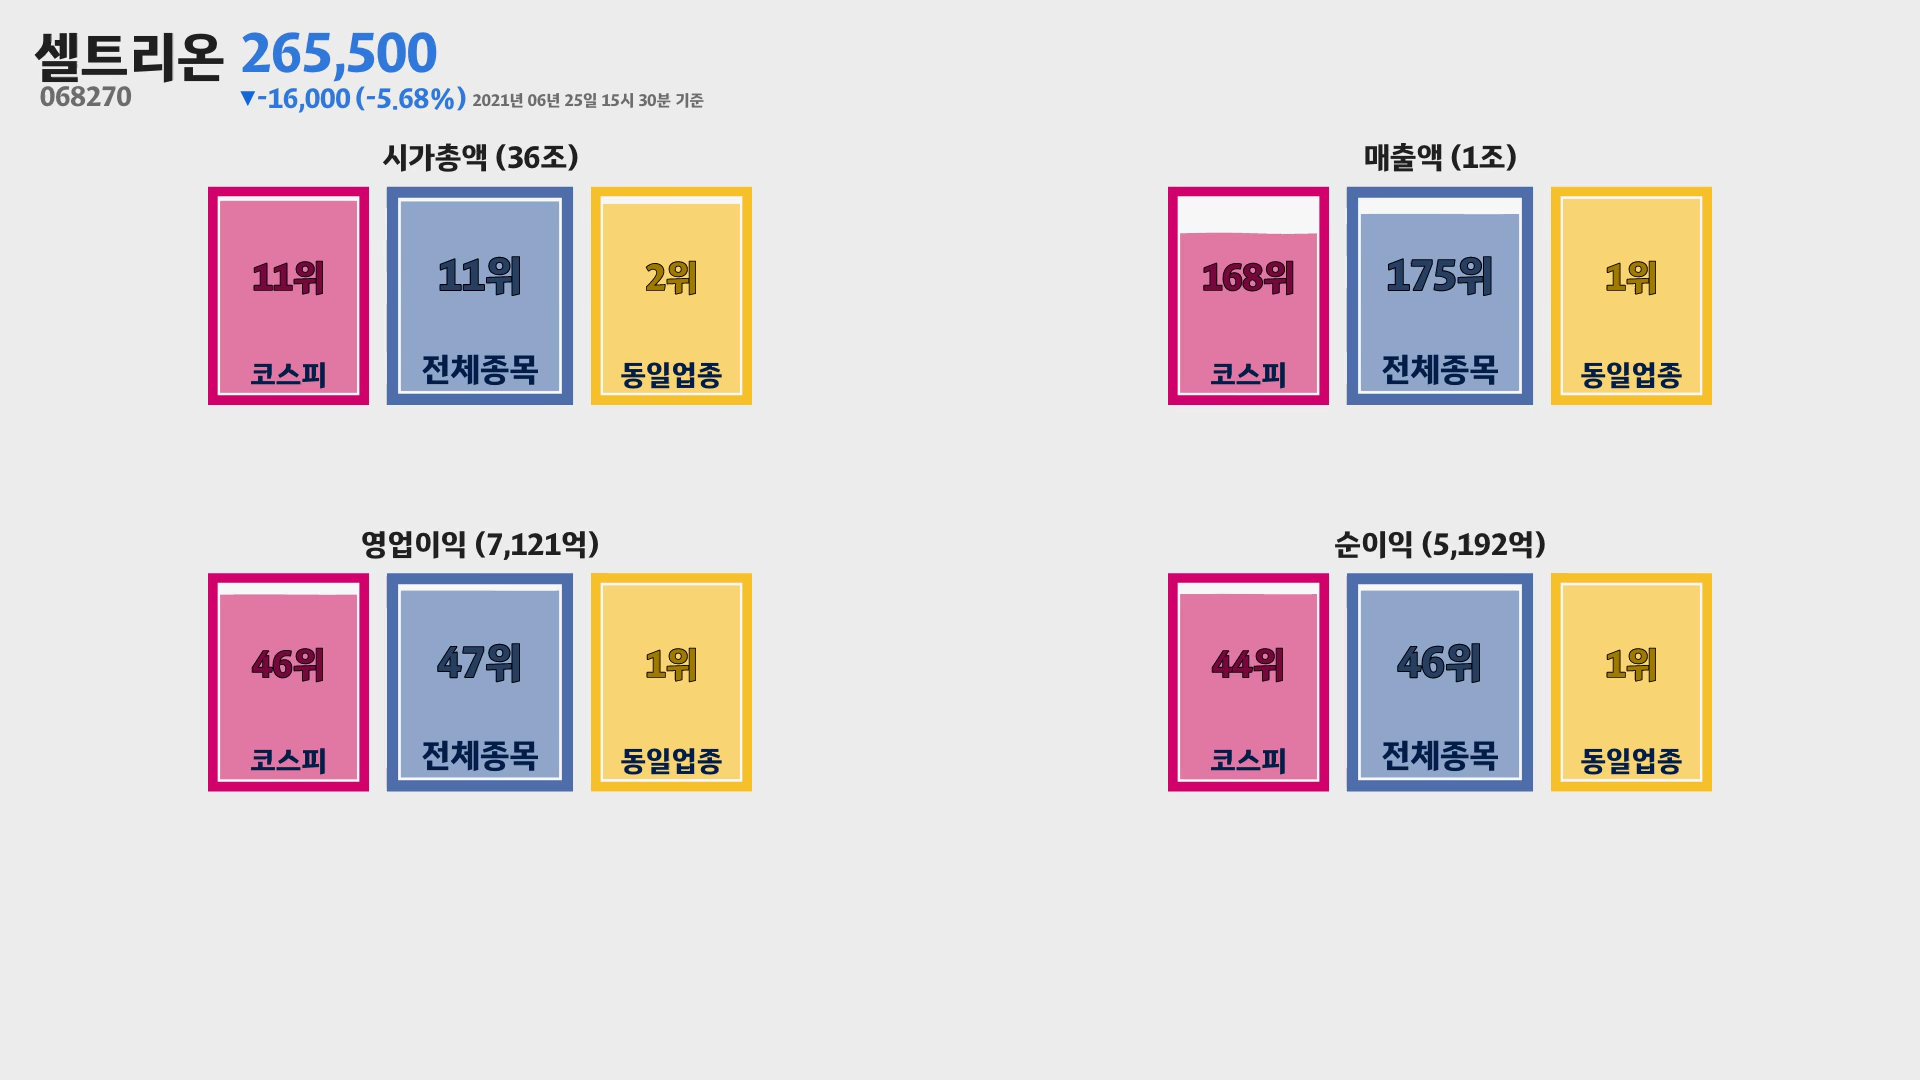 셀트리온 265,500
068270
▼-16,000 (-5.68%) 2021년 06년 25일 15시 30분 기준
시가총액 (36조)
11위
코스피
11위
전체종목
2위
동일업종
매출액 (1조)
168위
코스피
175위
전체종목
1위
동일업종
영업이익 (7,121억)
46위
코스피
47위
전체종목
1위
동일업종
순이익 (5,192억)
44위
코스피
46위
전체종목
1위
동일업종